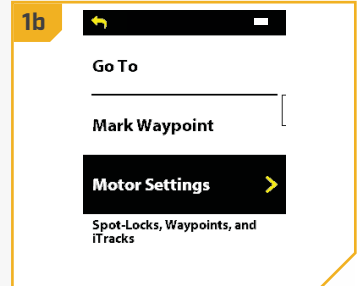 1b
Go To
Mark Waypoint
Motor Settings
Spot-Locks, Waypoints, and
iTracks